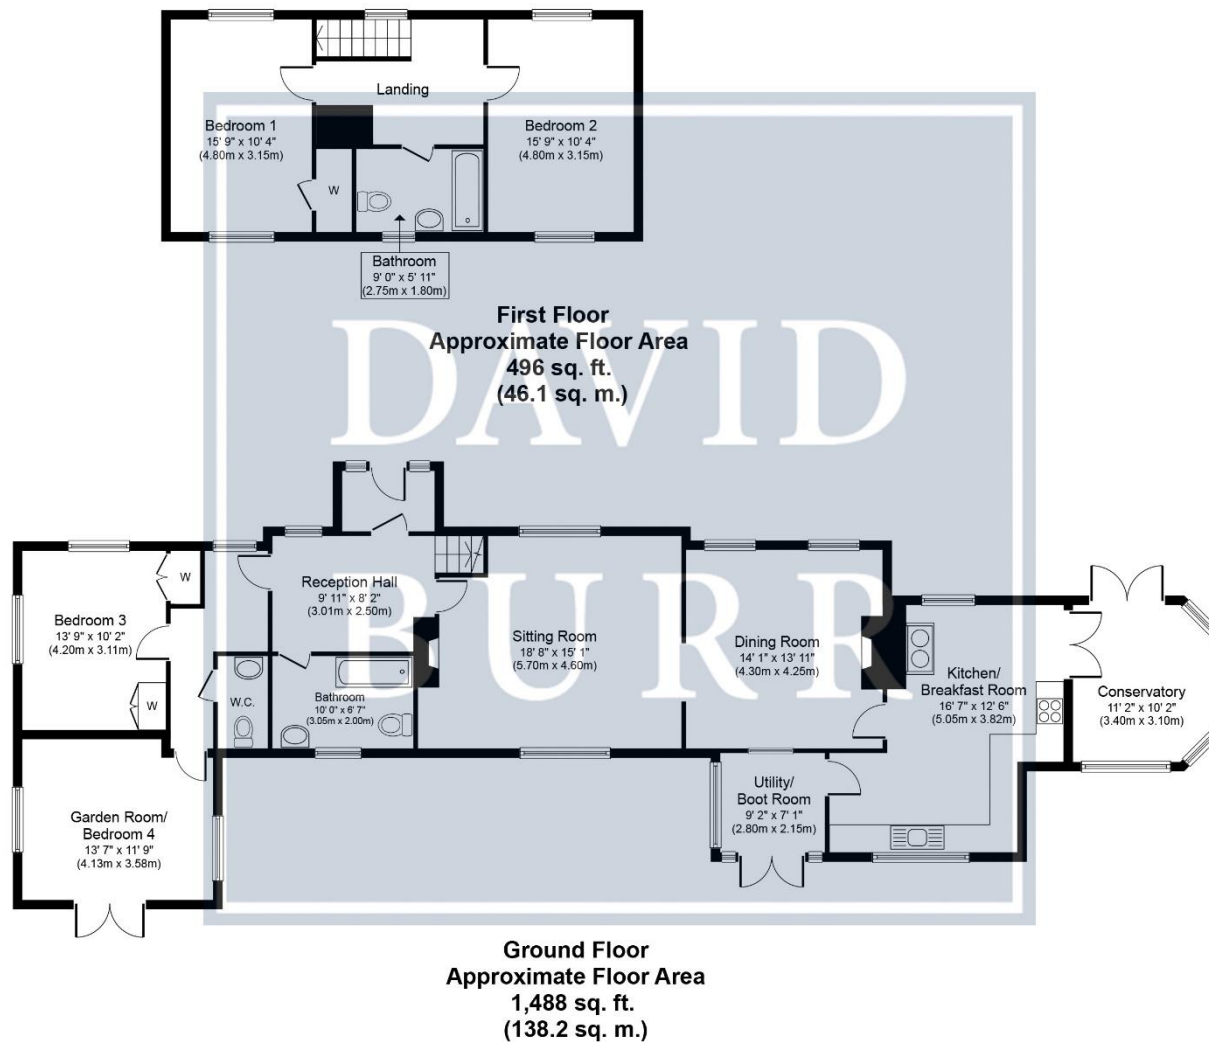 Landing
Bedroom 1
15' 9" x 10' 4"
(4.80m x 3.15m)
Bedroom 2
15' 9" x 10' 4"
(4.80m x 3.15m)
W
Bathroom
9' 0" x 5' 11"
(2.75m x 1.80m)
First Floor
Approximate Floor Area
496 sq. ft.
(46.1 sq. m.)
DAVID
BURR
W
Bedroom 3
13' 9" x 10' 2"
(4.20m x 3.11m)
W
Reception Hall
9' 11" x 8' 2"
(3.01m x 2.50m)
W.C.
Bathroom
10' 0" x 6' 7"
(3.05m x 2.00m)
Sitting Room
18' 8" x 15' 1"
(5.70m x 4.60m)
Dining Room
14' 1" x 13' 11"
(4.30m x 4.25m)
Kitchen/
Breakfast Room
16' 7" x 12' 6"
(5.05m x 3.82m)
Conservatory
11' 2" x 10' 2"
(3.40m x 3.10m)
Utility/
Boot Room
9' 2" x 7' 1"
(2.80m x 2.15m)
Garden Room/
Bedroom 4
13' 7" x 11' 9"
(4.13m x 3.58m)
Ground Floor
Approximate Floor Area
1,488 sq. ft.
(138.2 sq. m.)